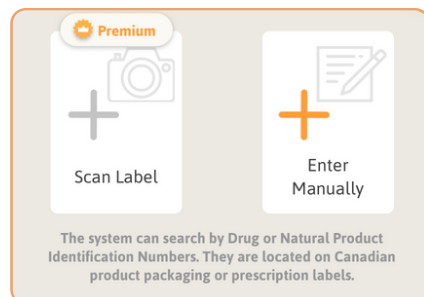 Premium
Scan Label
Enter
Manually
The system can search by Drug or Natural Product
Identification Numbers. They are located on Canadian
product packaging or prescription labels.